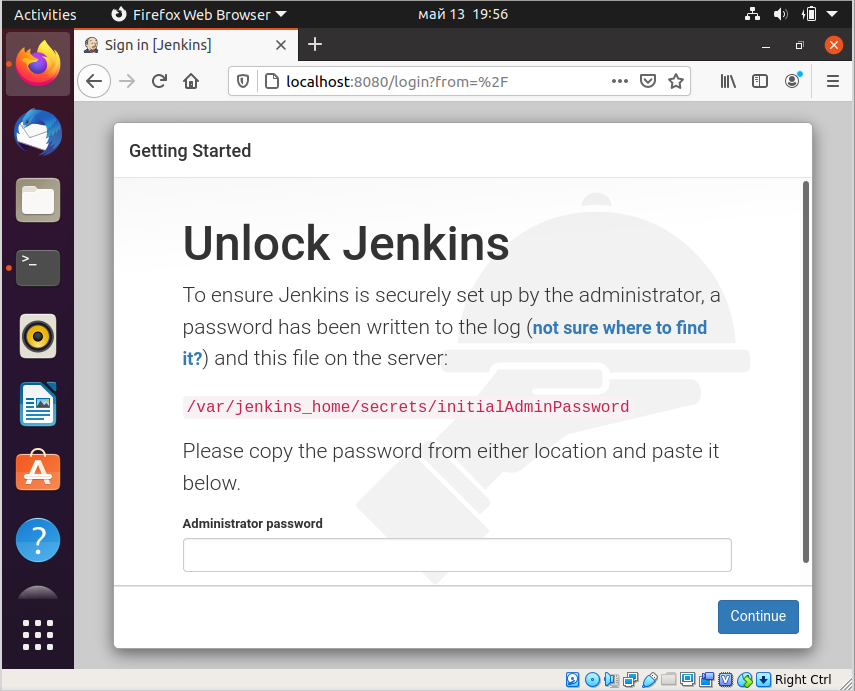 Activities
Firefox Web Browser
май 13 19:56
Sign in [Jenkins]
localhost:8080/login?from=%2F
Getting Started
Unlock Jenkins
To ensure Jenkins is securely set up by the administrator, a
password has been written to the log (not sure where to find
it?) and this file on the server:
/var/jenkins_home/secrets/initialAdminPassword
Please copy the password from either location and paste it
below.
Administrator password
Continue
Right Ctrl